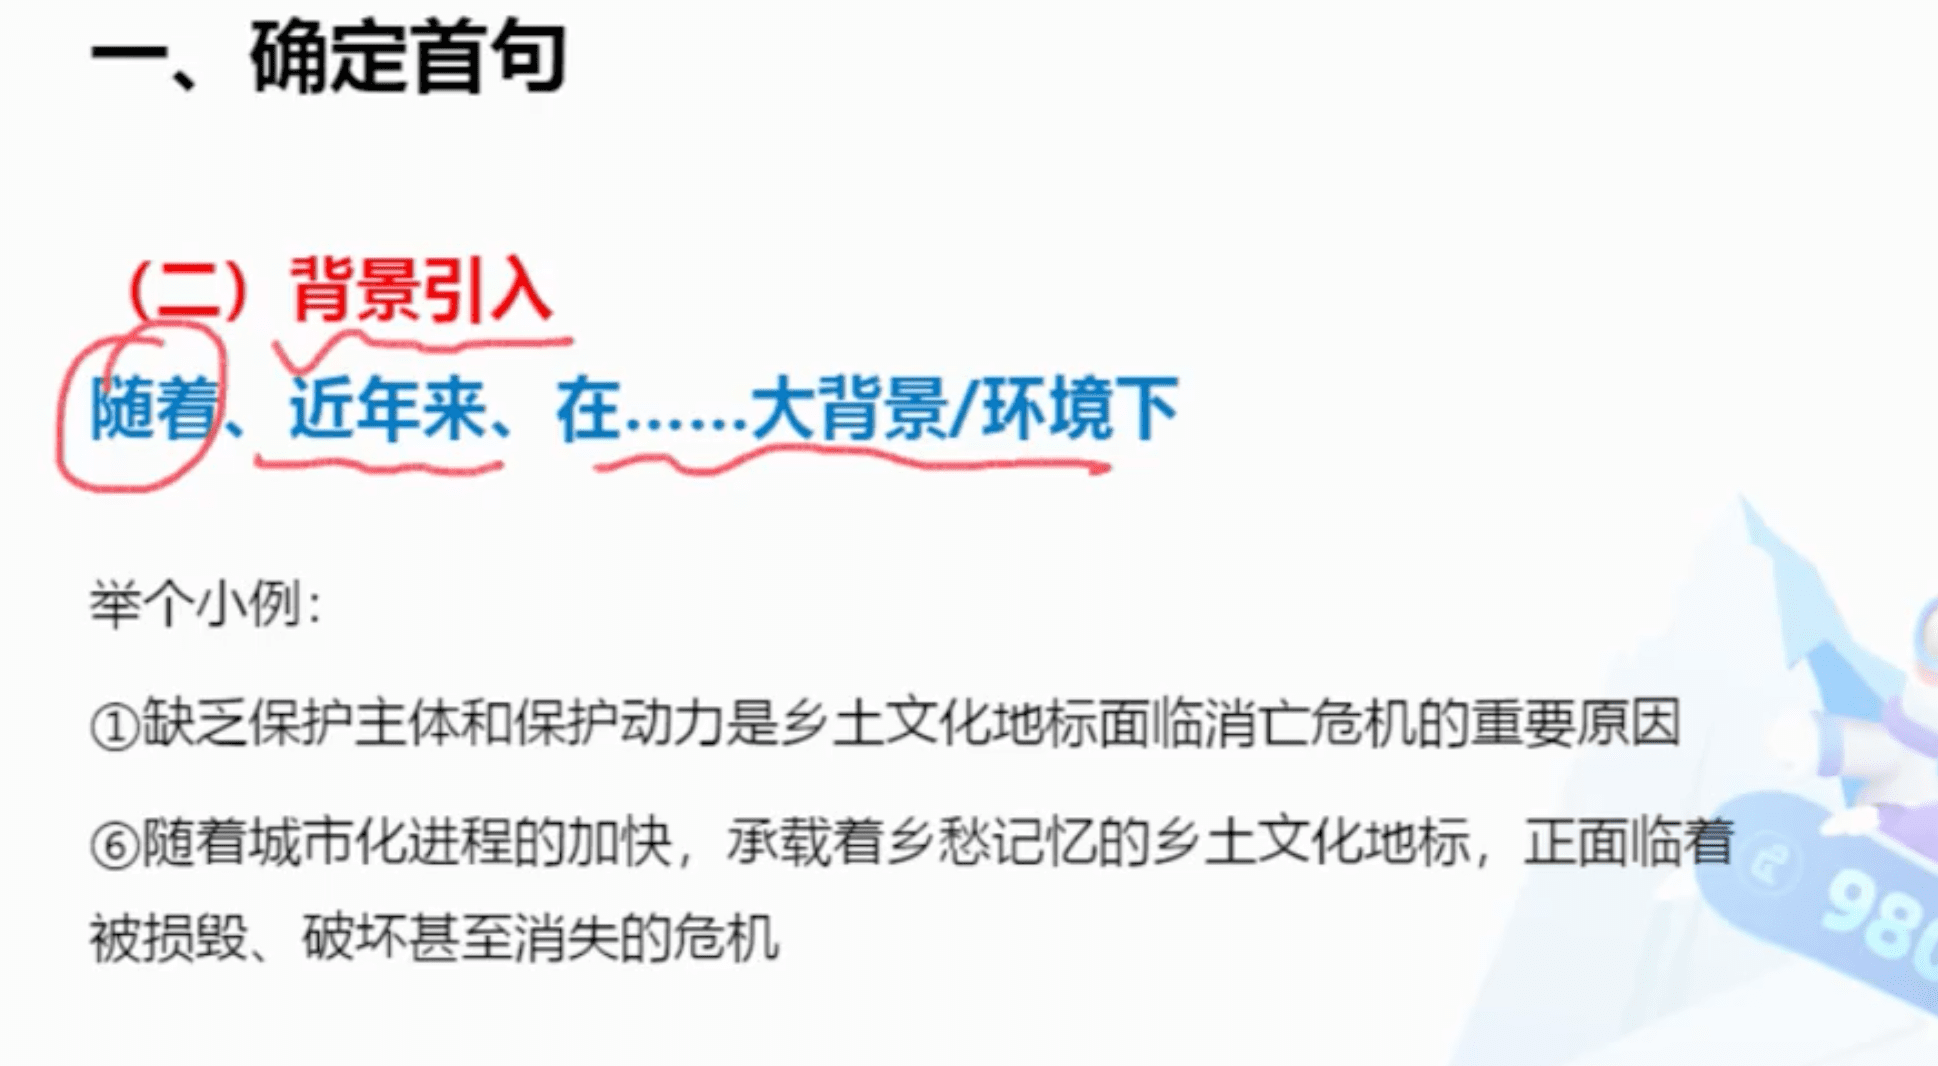 一、确定首句
（二）背景引入
随着、近年来、在……大背景/环境下
举个小例：
①缺乏保护主体和保护动力是乡土文化地标面临消亡危机的重要原因
⑥随着城市化进程的加快，承载着乡愁记忆的乡土文化地标，正面临着
被损毁、破坏甚至消失的危机
980